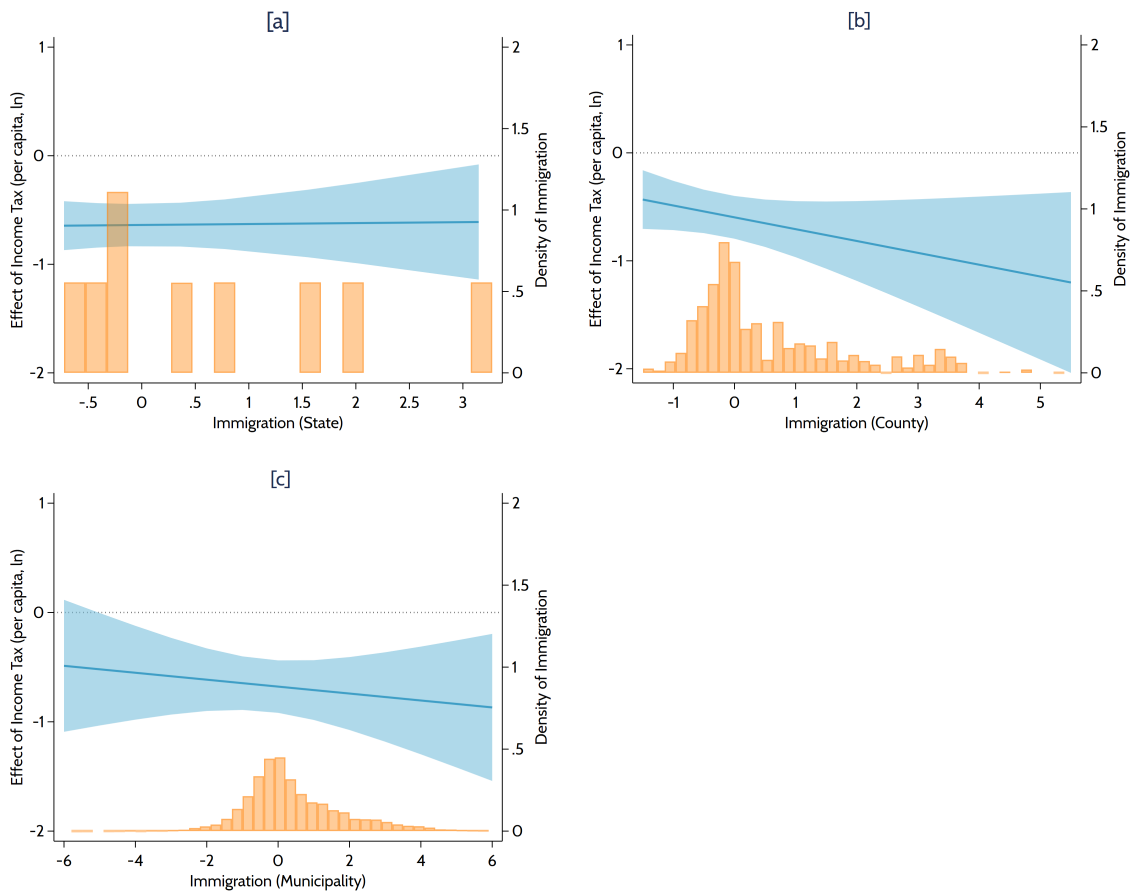 [a]
Effect of Income Tax (per capita, ln)
1
0
-1
-2
2
1.5
1
.5
0
Density of Immigration
-.5 0 .5 1 1.5 2 2.5 3
Immigration (State)
[b]
Effect of Income Tax (per capita, ln)
1
0
-1
-2
2
1.5
1
.5
0
Density of Immigration
-1 0 1 2 3 4 5
Immigration (County)
[c]
Effect of Income Tax (per capita, ln)
1
0
-1
-2
2
1.5
1
.5
0
Density of Immigration
-6 -4 -2 0 2 4 6
Immigration (Municipality)